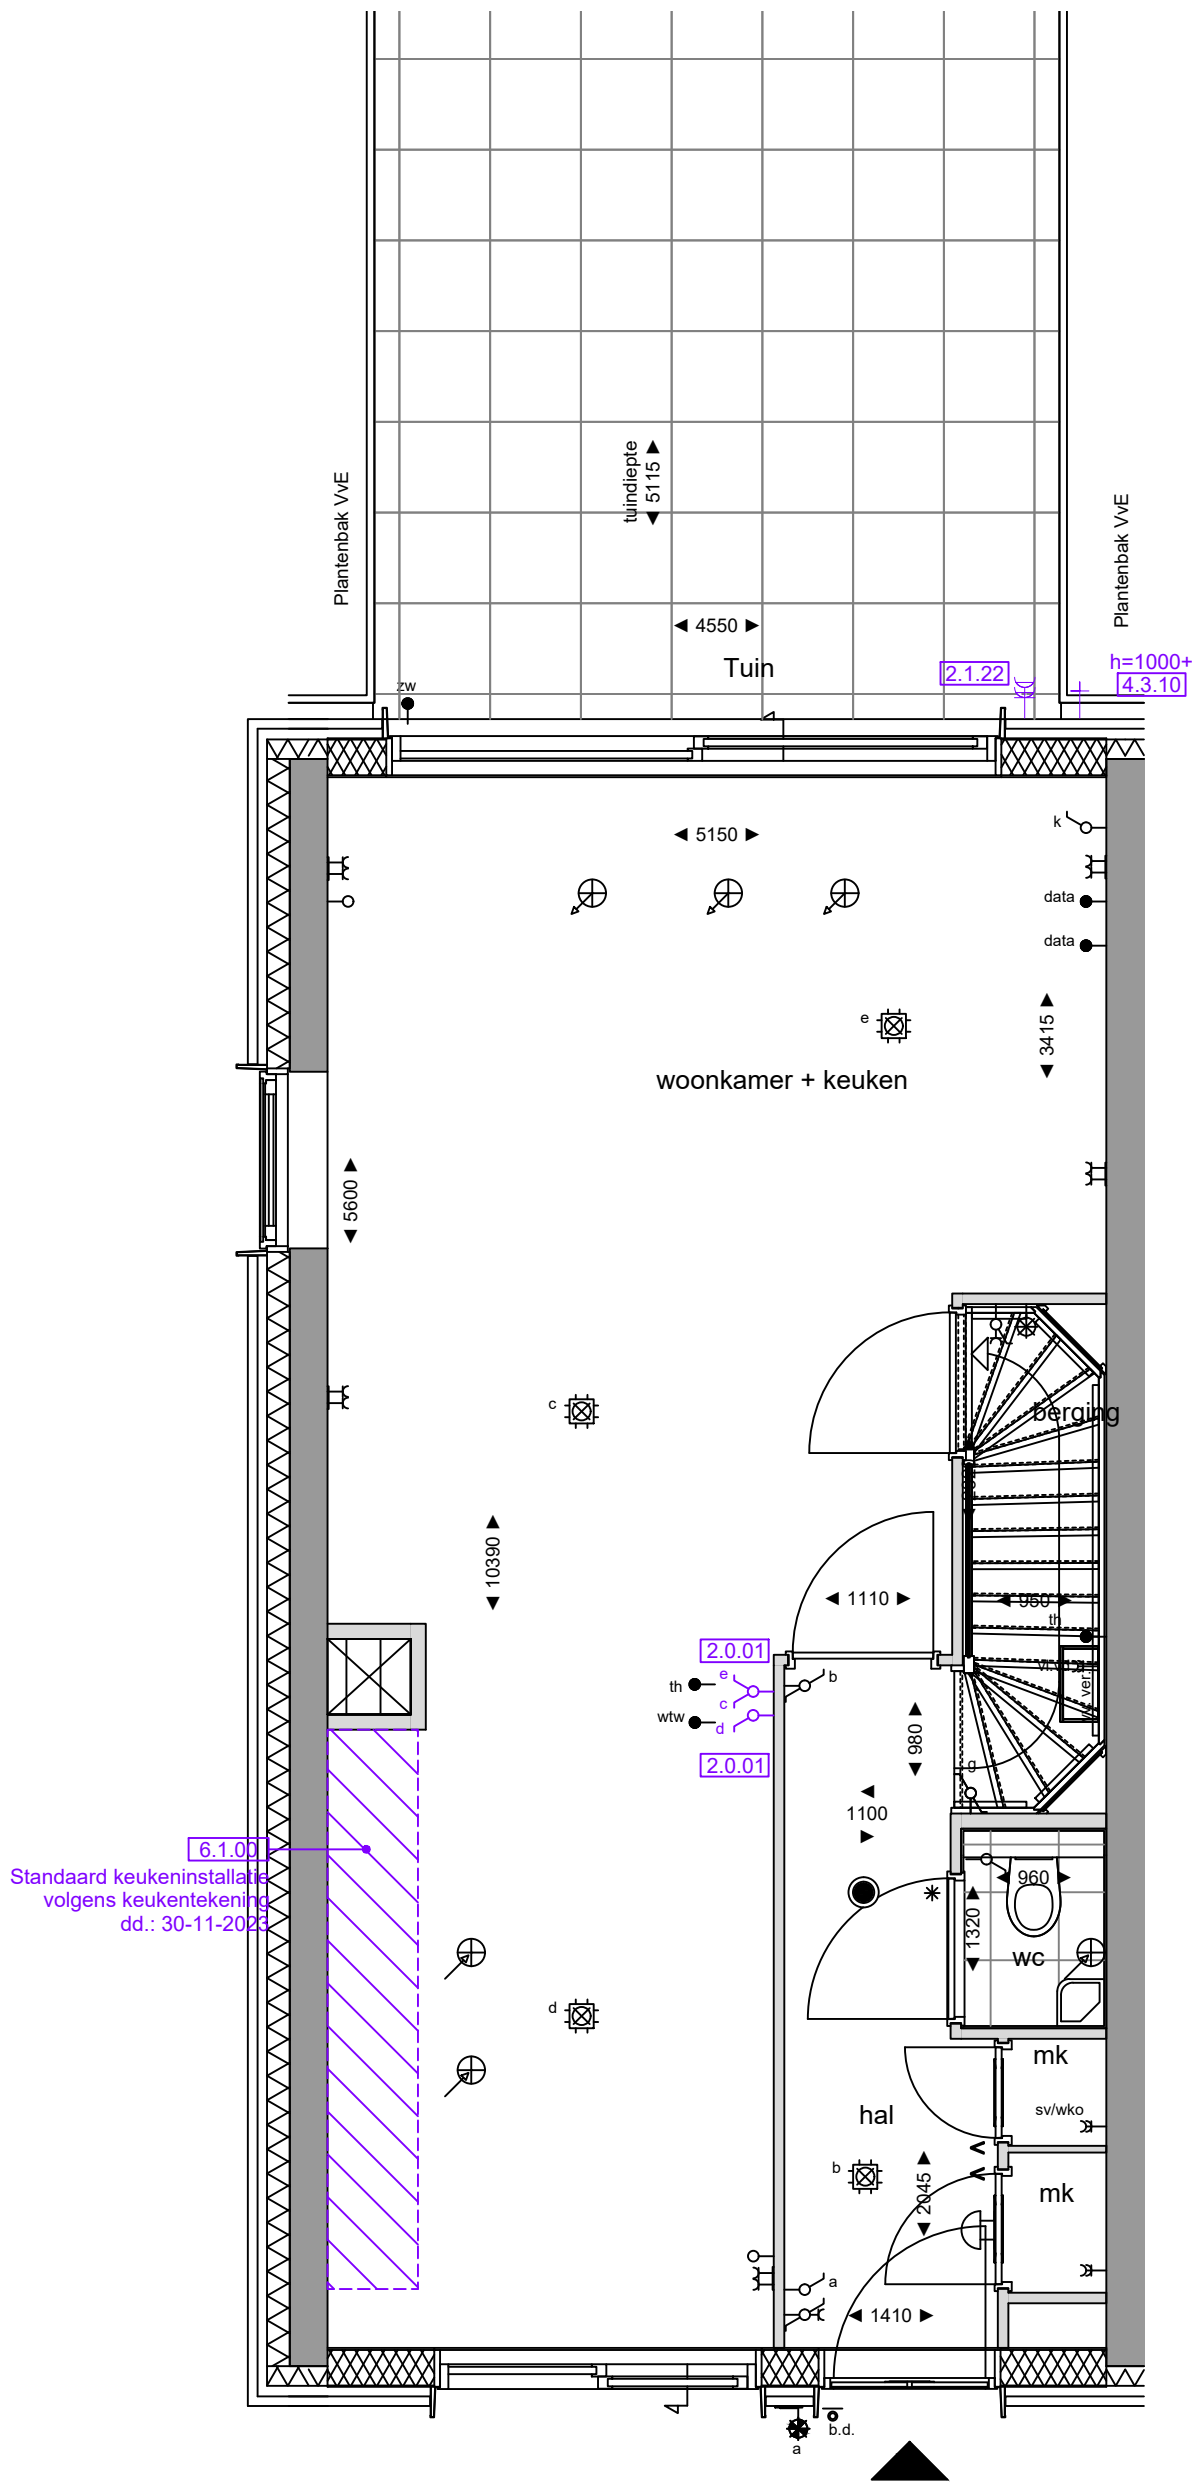 tuindiepte
5115
Plantenbak VvE
Plantenbak VvE
4550
Tuin
2.1.22
h=1000+
4.3.10
zw
k
5150
data
data
e
3415
woonkamer + keuken
5600
c
berging
10390
1110
960
th
2.0.01
e
th
c
b
wtw
d
980
2.0.01
g
1100
6.1.00
Standaard keukeninstallatie
volgens keukentekening
dd.: 30-11-2023
960
1320
wc
d
mk
sv/wko
hal
b
2045
mk
a
1410
b.d.
a